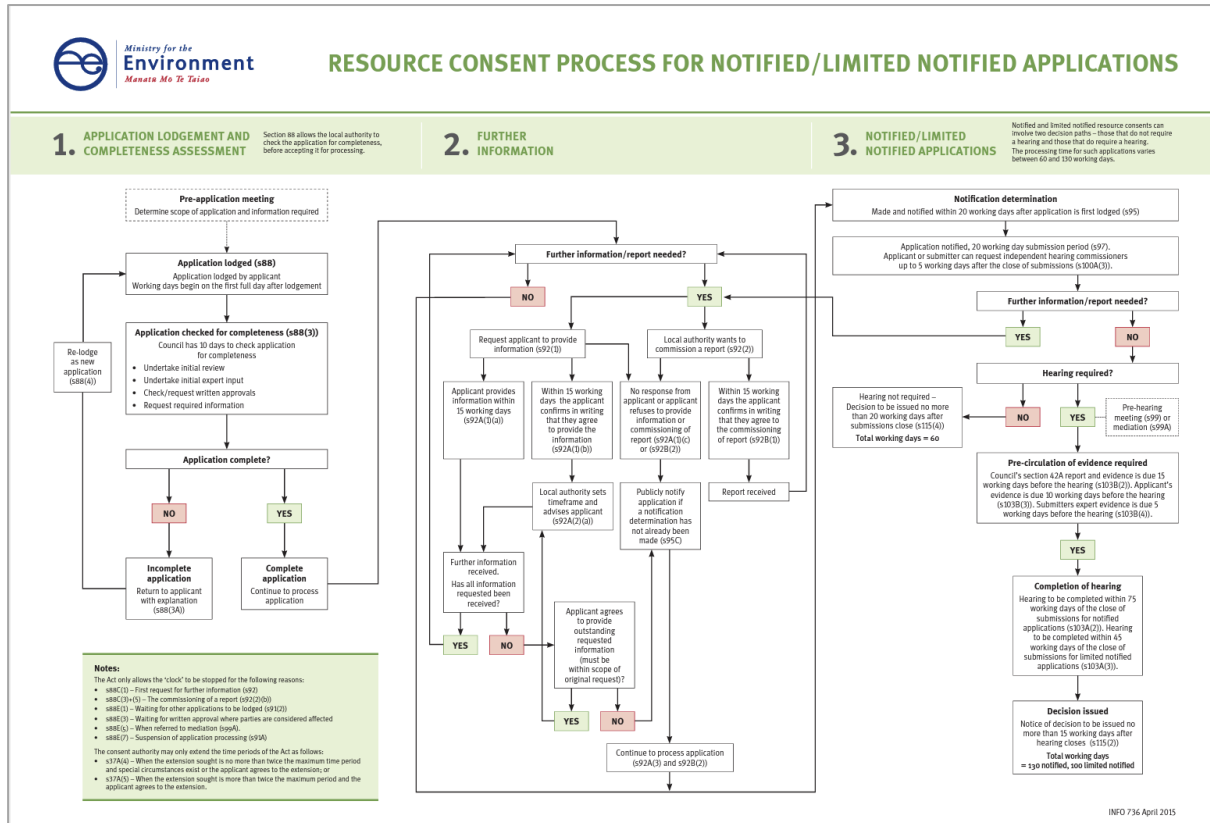 Ministry for the
Environment
Manatū Mō Te Taiao
RESOURCE CONSENT PROCESS FOR NOTIFIED/LIMITED NOTIFIED APPLICATIONS
1. APPLICATION LODGEMENT AND
COMPLETENESS ASSESSMENT
Section 88 allows the local authority to
check the application for completeness,
before accepting it for processing.
2. FURTHER
INFORMATION
3. NOTIFIED/LIMITED
NOTIFIED APPLICATIONS
Notified and limited notified resource consents can
involve two decision paths – those that do not require
a hearing and those that do require a hearing.
The processing time for such applications varies
between 60 and 130 working days.
Pre-application meeting
Determine scope of application and information required
Application lodged (s88)
Application lodged by applicant
Working days begin on the first full day after lodgement
Application checked for completeness (s88(3))
Council has 10 days to check application
for completeness
• Undertake initial review
• Undertake initial expert input
• Check/request written approvals
• Request required information
Re-lodge
as new
application
(s88(4))
Application complete?
NO
YES
Incomplete
application
Return to applicant
with explanation
(s88(3A))
Complete
application
Continue to process
application
Notes:
The Act only allows the 'clock' to be stopped for the following reasons:
• s88C(1) – First request for further information (s92)
• s88C(3)+(5) – The commissioning of a report (s92(2)(b))
• s88E(1) – Waiting for other applications to be lodged (s91(2))
• s88E(3) – Waiting for written approval where parties are considered affected
• s88E(5) – When referred to mediation (s99A).
• s88E(7) – Suspension of application processing (s91A)
The consent authority may only extend the time periods of the Act as follows:
• s37A(4) – When the extension sought is no more than twice the maximum time period
and special circumstances exist or the applicant agrees to the extension; or
• s37A(5) – When the extension sought is more than twice the maximum period and the
applicant agrees to the extension.
Further information/report needed?
NO
YES
Request applicant to provide
information (s92(1))
Local authority wants to
commission a report (s92(2))
Applicant provides
information within
15 working days
(s92A(1)(a))
Within 15 working
days the applicant
confirms in writing
that they agree
to provide the
information
(s92A(1)(b))
No response from
applicant or applicant
refuses to provide
information or
commissioning of
report (s92A(1)(c)
or (s92B(2))
Within 15 working
days the applicant
confirms in writing
that they agree to
the commissioning
of report (s92B(1))
Local authority sets
timeframe and
advises applicant
(s92A(2)(a))
Publicly notify
application if
a notification
determination has
not already been
made (s95C)
Report received
Further information
received.
Has all information
requested been
received?
YES
NO
Applicant agrees
to provide
outstanding
requested
information
(must be
within scope of
original request)?
YES
NO
Continue to process application
(s92A(3) and s92B(2))
Notification determination
Made and notified within 20 working days after application is first lodged (s95)
Application notified, 20 working day submission period (s97).
Applicant or submitter can request independent hearing commissioners
up to 5 working days after the close of submissions (s100A(3)).
Further information/report needed?
YES
NO
Hearing required?
Hearing not required –
Decision to be issued no more
than 20 working days after
submissions close (s115(4))
Total working days = 60
NO
YES
Pre-hearing
meeting (s99) or
mediation (s99A)
Pre-circulation of evidence required
Council's section 42A report and evidence is due 15
working days before the hearing (s103B(2)). Applicant's
evidence is due 10 working days before the hearing
(s103B(3)). Submitters expert evidence is due 5
working days before the hearing (s103B(4)).
YES
Completion of hearing
Hearing to be completed within 75
working days of the close of
submissions for notified
applications (s103A(2)). Hearing
to be completed within 45
working days of the close of
submissions for limited notified
applications (s103A(3)).
Decision issued
Notice of decision to be issued no
more than 15 working days after
hearing closes (s115(2))
Total working days
= 130 notified, 100 limited notified
INFO 736 April 2015